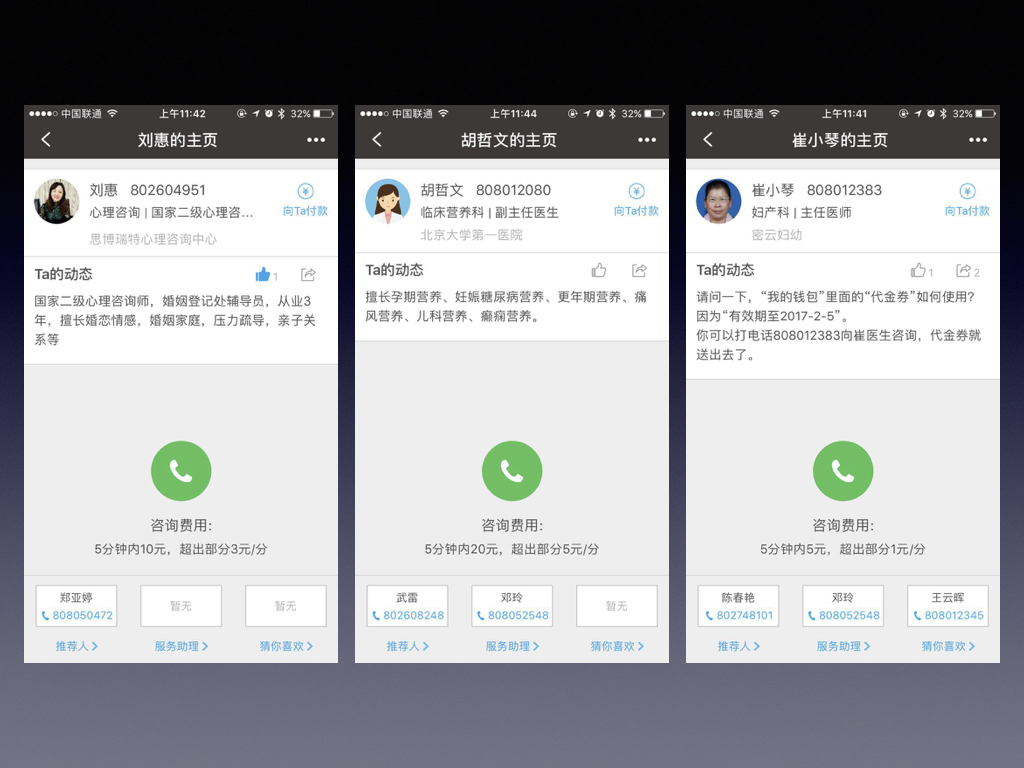 中国联通 上午11:42 32%
刘惠的主页
刘惠 802604951
心理咨询 | 国家二级心理咨...
向Ta付款
思博瑞特心理咨询中心
Ta的动态 1
国家二级心理咨询师，婚姻登记处辅导员，从业3
年，擅长婚恋情感，婚姻家庭，压力疏导，亲子关
系等
咨询费用:
5分钟内10元，超出部分3元/分
郑亚婷 暂无 暂无
808050472
推荐人 服务助理 猜你喜欢
中国联通 上午11:44 32%
胡哲文的主页
胡哲文 808012080
临床营养科 | 副主任医生
向Ta付款
北京大学第一医院
Ta的动态
擅长孕期营养、妊娠糖尿病营养、更年期营养、痛
风营养、儿科营养、癫痫营养。
咨询费用:
5分钟内20元，超出部分5元/分
武雷 邓玲 暂无
802608248 808052548
推荐人 服务助理 猜你喜欢
中国联通 上午11:41 32%
崔小琴的主页
崔小琴 808012383
妇产科 | 主任医师
向Ta付款
密云妇幼
Ta的动态 1 2
请问一下，“我的钱包”里面的“代金券”如何使用？
因为“有效期至2017-2-5”。
你可以打电话808012383向崔医生咨询，代金券就
送出去了。
咨询费用:
5分钟内5元，超出部分1元/分
陈春艳 邓玲 王云晖
802748101 808052548 808012345
推荐人 服务助理 猜你喜欢